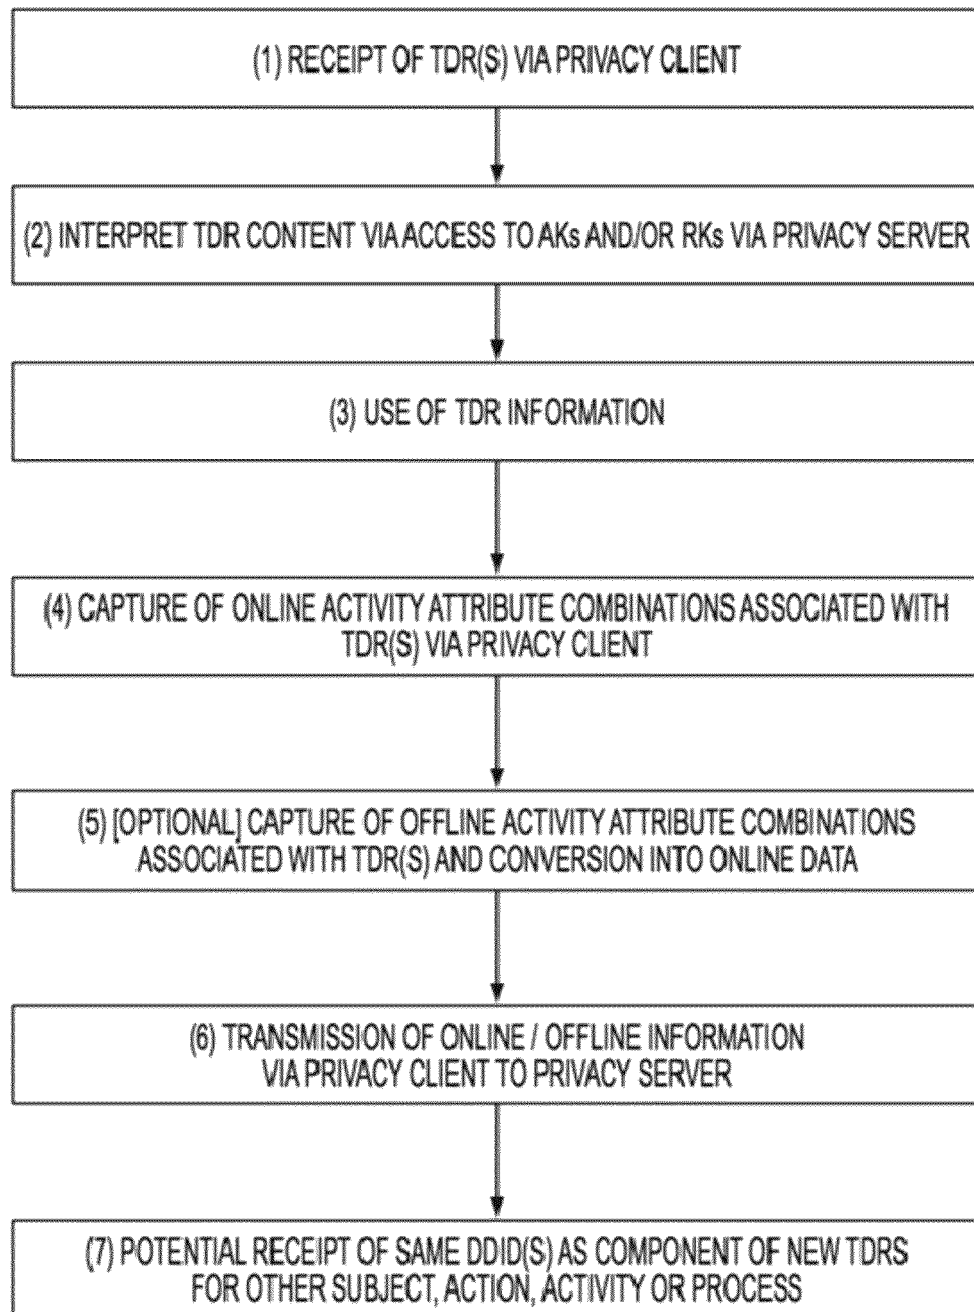 (1) RECEIPT OF TDR(S) VIA PRIVACY CLIENT
(2) INTERPRET TDR CONTENT VIA ACCESS TO AKs AND/OR RKs VIA PRIVACY SERVER
(3) USE OF TDR INFORMATION
(4) CAPTURE OF ONLINE ACTIVITY ATTRIBUTE COMBINATIONS ASSOCIATED WITH
TDR(S) VIA PRIVACY CLIENT
(5) [OPTIONAL] CAPTURE OF OFFLINE ACTIVITY ATTRIBUTE COMBINATIONS
ASSOCIATED WITH TDR(S) AND CONVERSION INTO ONLINE DATA
(6) TRANSMISSION OF ONLINE / OFFLINE INFORMATION
VIA PRIVACY CLIENT TO PRIVACY SERVER
(7) POTENTIAL RECEIPT OF SAME DDID(S) AS COMPONENT OF NEW TDRS
FOR OTHER SUBJECT, ACTION, ACTIVITY OR PROCESS